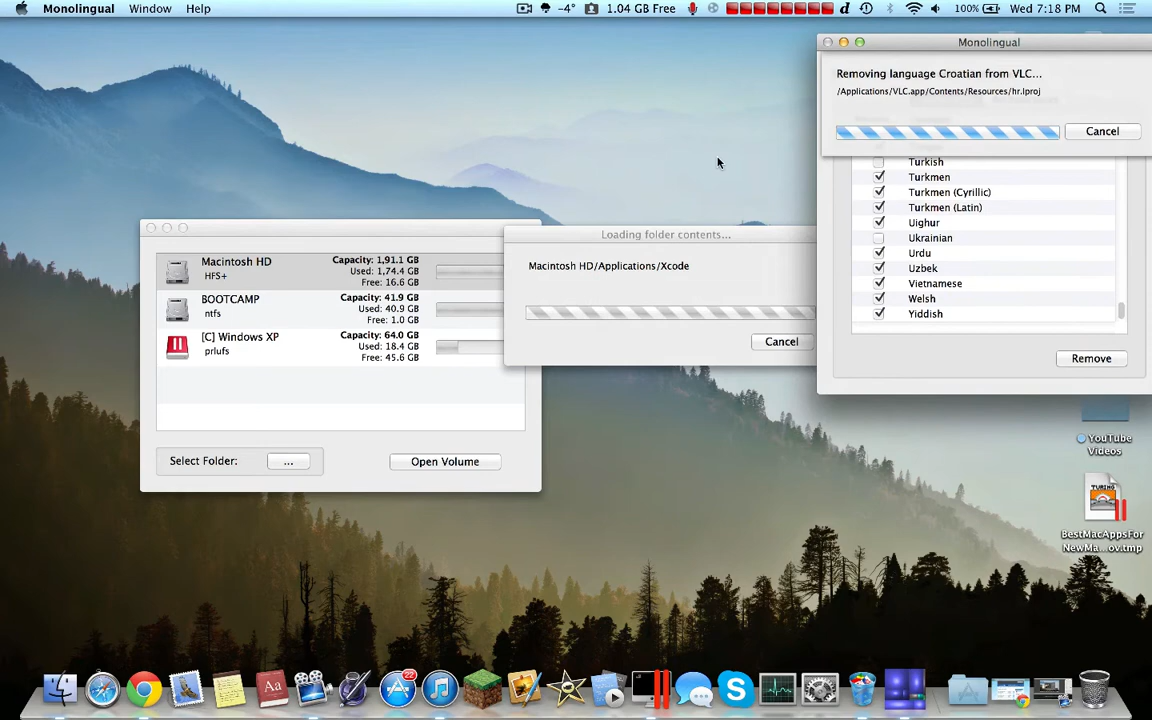 Monolingual Window Help
-4° 1.04 GB Free d 100% Wed 7:18 PM
Monolingual
Removing language Croatian from VLC...
/Applications/VLC.app/Contents/Resources/hr.lproj
Cancel
Turkish
Turkmen
Turkmen (Cyrillic)
Turkmen (Latin)
Uighur
Ukrainian
Urdu
Uzbek
Vietnamese
Welsh
Yiddish
Remove
Macintosh HD
HFS+
Capacity: 1,91.1 GB
Used: 1,74.4 GB
Free: 16.6 GB
BOOTCAMP
ntfs
Capacity: 41.9 GB
Used: 40.9 GB
Free: 1.0 GB
[C] Windows XP
prlufs
Capacity: 64.0 GB
Used: 18.4 GB
Free: 45.6 GB
Select Folder:
...
Open Volume
Loading folder contents...
Macintosh HD/Applications/Xcode
Cancel
YouTube
Videos
TURING
BestMacAppsFor
NewMa...ov.tmp
Aa
22